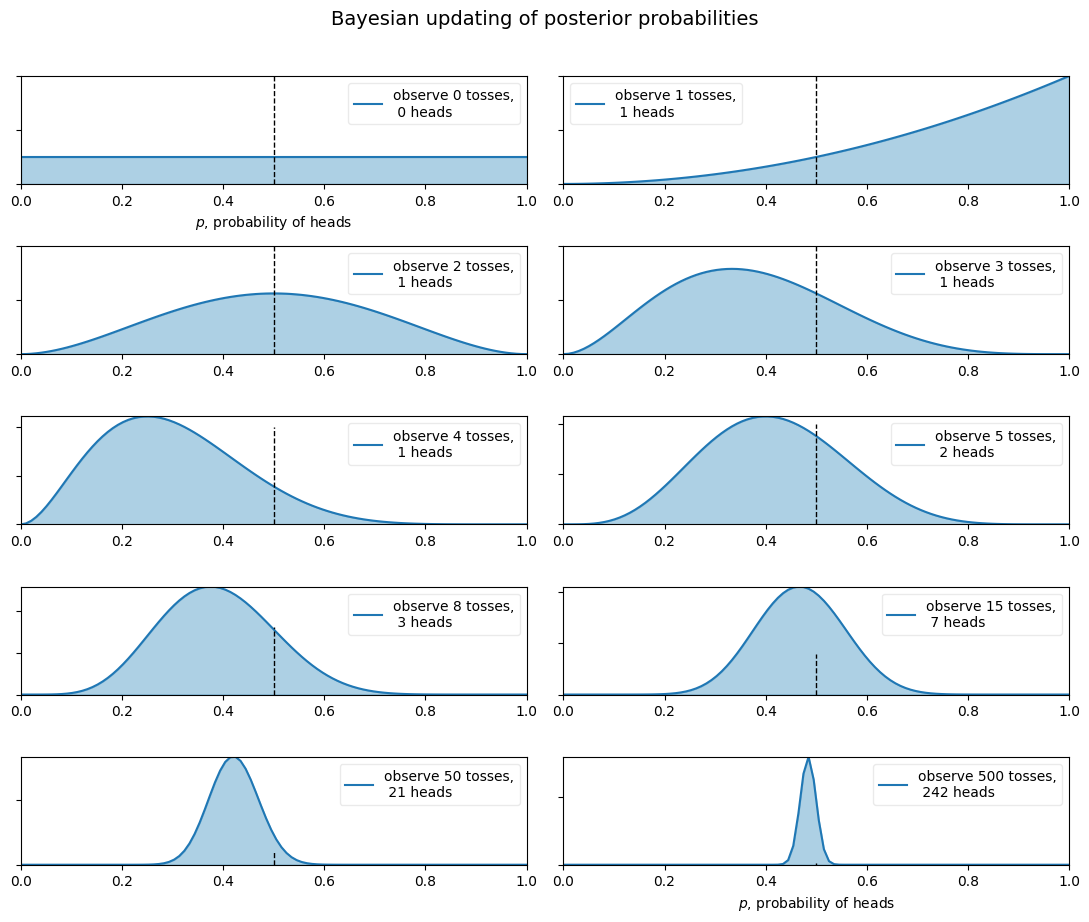 Bayesian updating of posterior probabilities
observe 0 tosses,
0 heads
0.0 0.2 0.4 0.6 0.8 1.0
p, probability of heads
observe 1 tosses,
1 heads
0.0 0.2 0.4 0.6 0.8 1.0
observe 2 tosses,
1 heads
0.0 0.2 0.4 0.6 0.8 1.0
observe 3 tosses,
1 heads
0.0 0.2 0.4 0.6 0.8 1.0
observe 4 tosses,
1 heads
0.0 0.2 0.4 0.6 0.8 1.0
observe 5 tosses,
2 heads
0.0 0.2 0.4 0.6 0.8 1.0
observe 8 tosses,
3 heads
0.0 0.2 0.4 0.6 0.8 1.0
observe 15 tosses,
7 heads
0.0 0.2 0.4 0.6 0.8 1.0
observe 50 tosses,
21 heads
0.0 0.2 0.4 0.6 0.8 1.0
observe 500 tosses,
242 heads
0.0 0.2 0.4 0.6 0.8 1.0
p, probability of heads